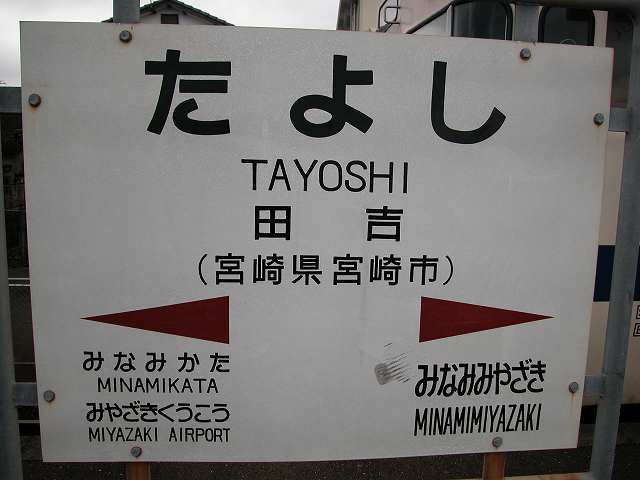 たよし
TAYOSHI
田吉
(宮崎県宮崎市)
みなみかた
MINAMIKATA
みやざきくうこう
MIYAZAKI AIRPORT
みなみみやざき
MINAMIMIYAZAKI